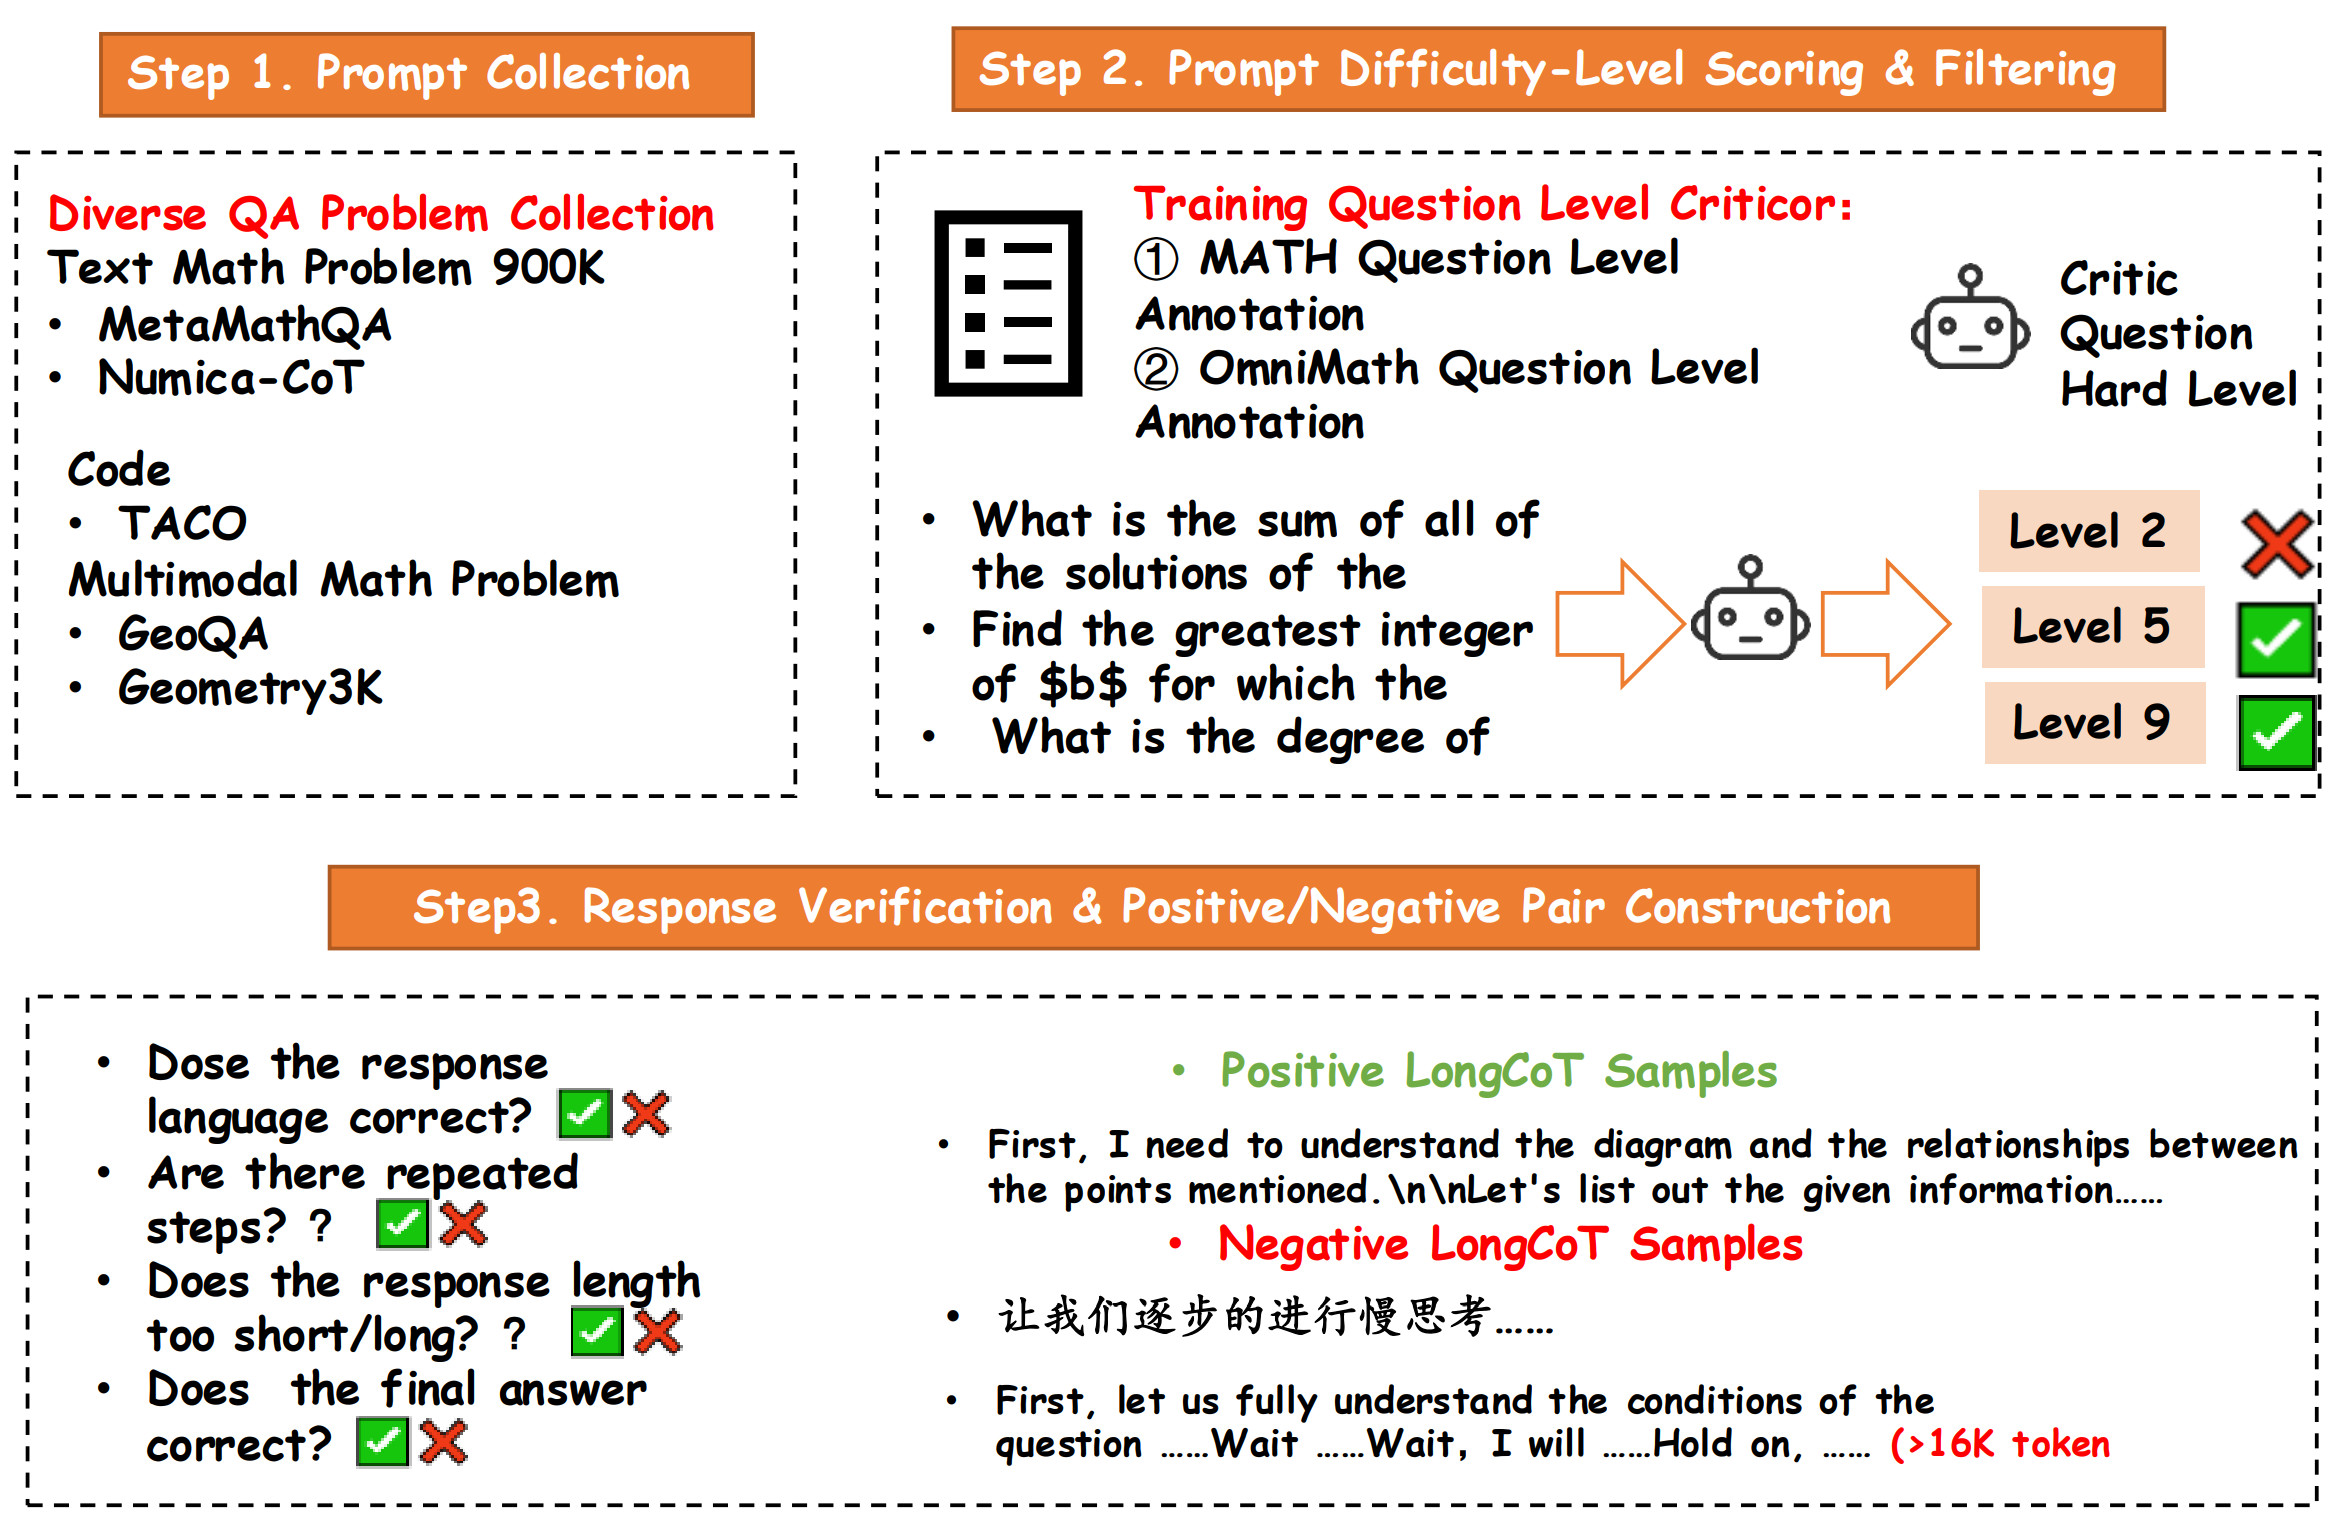 Step 1. Prompt Collection
Diverse QA Problem Collection
Text Math Problem 900K
• MetaMathQA
• Numica-CoT
Code
• TACO
Multimodal Math Problem
• GeoQA
• Geometry3K
Step 2. Prompt Difficulty-Level Scoring & Filtering
Training Question Level Criticor:
① MATH Question Level
Annotation
② OmniMath Question Level
Annotation
Critic
Question
Hard Level
• What is the sum of all of
the solutions of the
• Find the greatest integer
of $b$ for which the
• What is the degree of
Level 2
Level 5
Level 9
Step3. Response Verification & Positive/Negative Pair Construction
• Dose the response
language correct?
• Are there repeated
steps? ?
• Does the response length
too short/long? ?
• Does the final answer
correct?
• Positive LongCoT Samples
• First, I need to understand the diagram and the relationships between
the points mentioned.\n\nLet's list out the given information……
• Negative LongCoT Samples
• 让我们逐步的进行慢思考……
• First, let us fully understand the conditions of the
question ……Wait ……Wait, I will ……Hold on, …… (>16K token